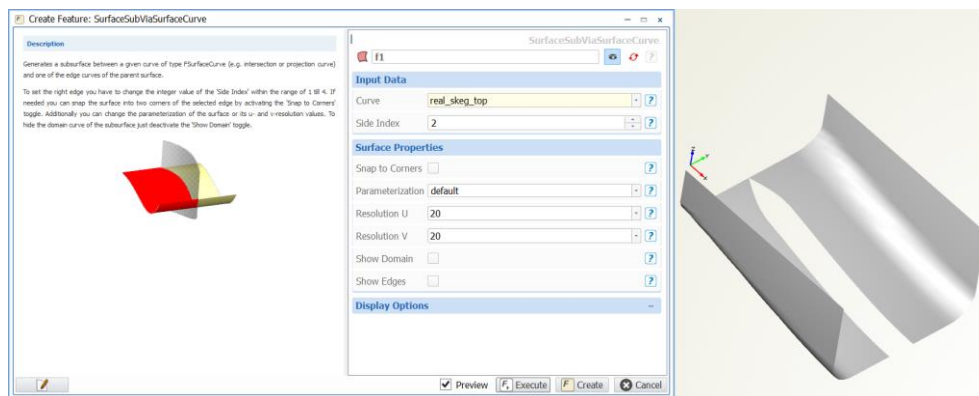 Create Feature: SurfaceSubViaSurfaceCurve
Description
Generates a subsurface between a given curve of type FSurfaceCurve (e.g. intersection or projection curve)
and one of the edge curves of the parent surface.
To set the right edge you have to change the integer value of the 'Side Index' within the range of 1 till 4. If
needed you can snap the surface into two corners of the selected edge by activating the 'Snap to Corners'
toggle. Additionally you can change the parameterization of the surface or its u- and v-resolution values. To
hide the domain curve of the subsurface just deactivate the 'Show Domain' toggle.
SurfaceSubViaSurfaceCurve
f1
Input Data
Curve real_skeg_top
Side Index 2
Surface Properties
Snap to Corners
Parameterization default
Resolution U 20
Resolution V 20
Show Domain
Show Edges
Display Options
Preview Execute Create Cancel
z
Y
X